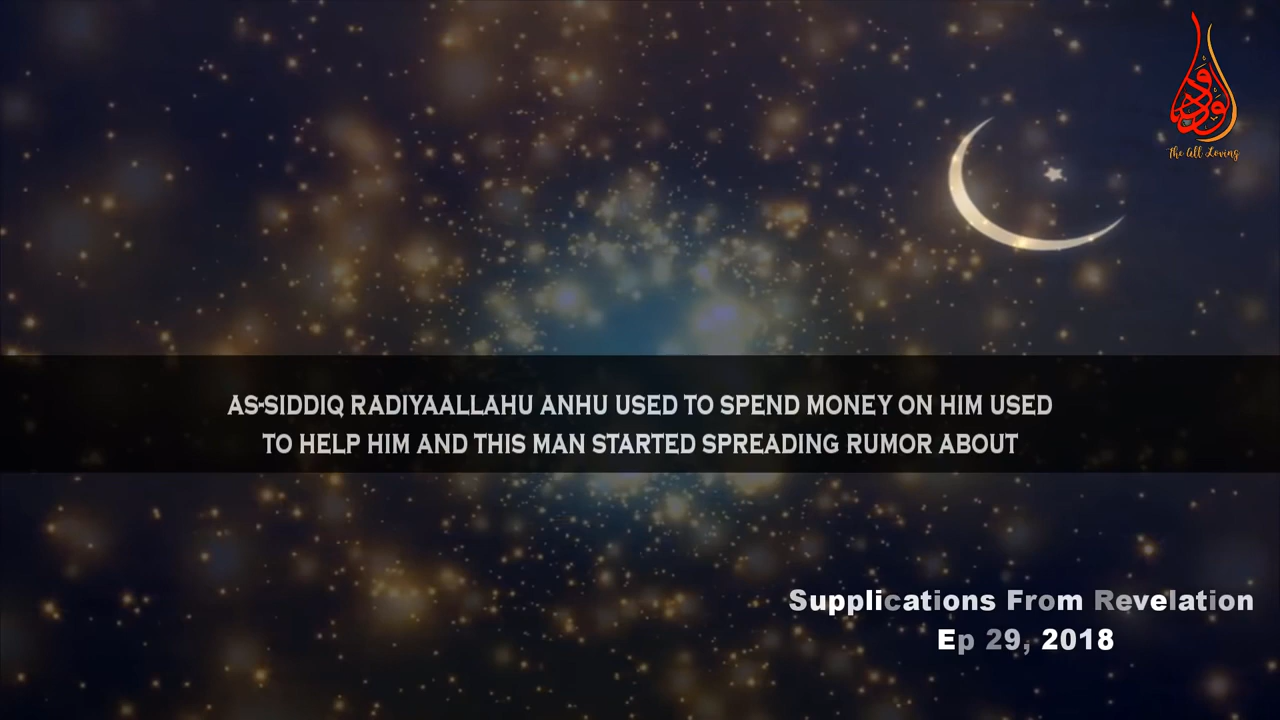 The All Loving
AS-SIDDIQ RADIYAALLAHU ANHU USED TO SPEND MONEY ON HIM USED
TO HELP HIM AND THIS MAN STARTED SPREADING RUMOR ABOUT
Supplications From Revelation
Ep 29, 2018